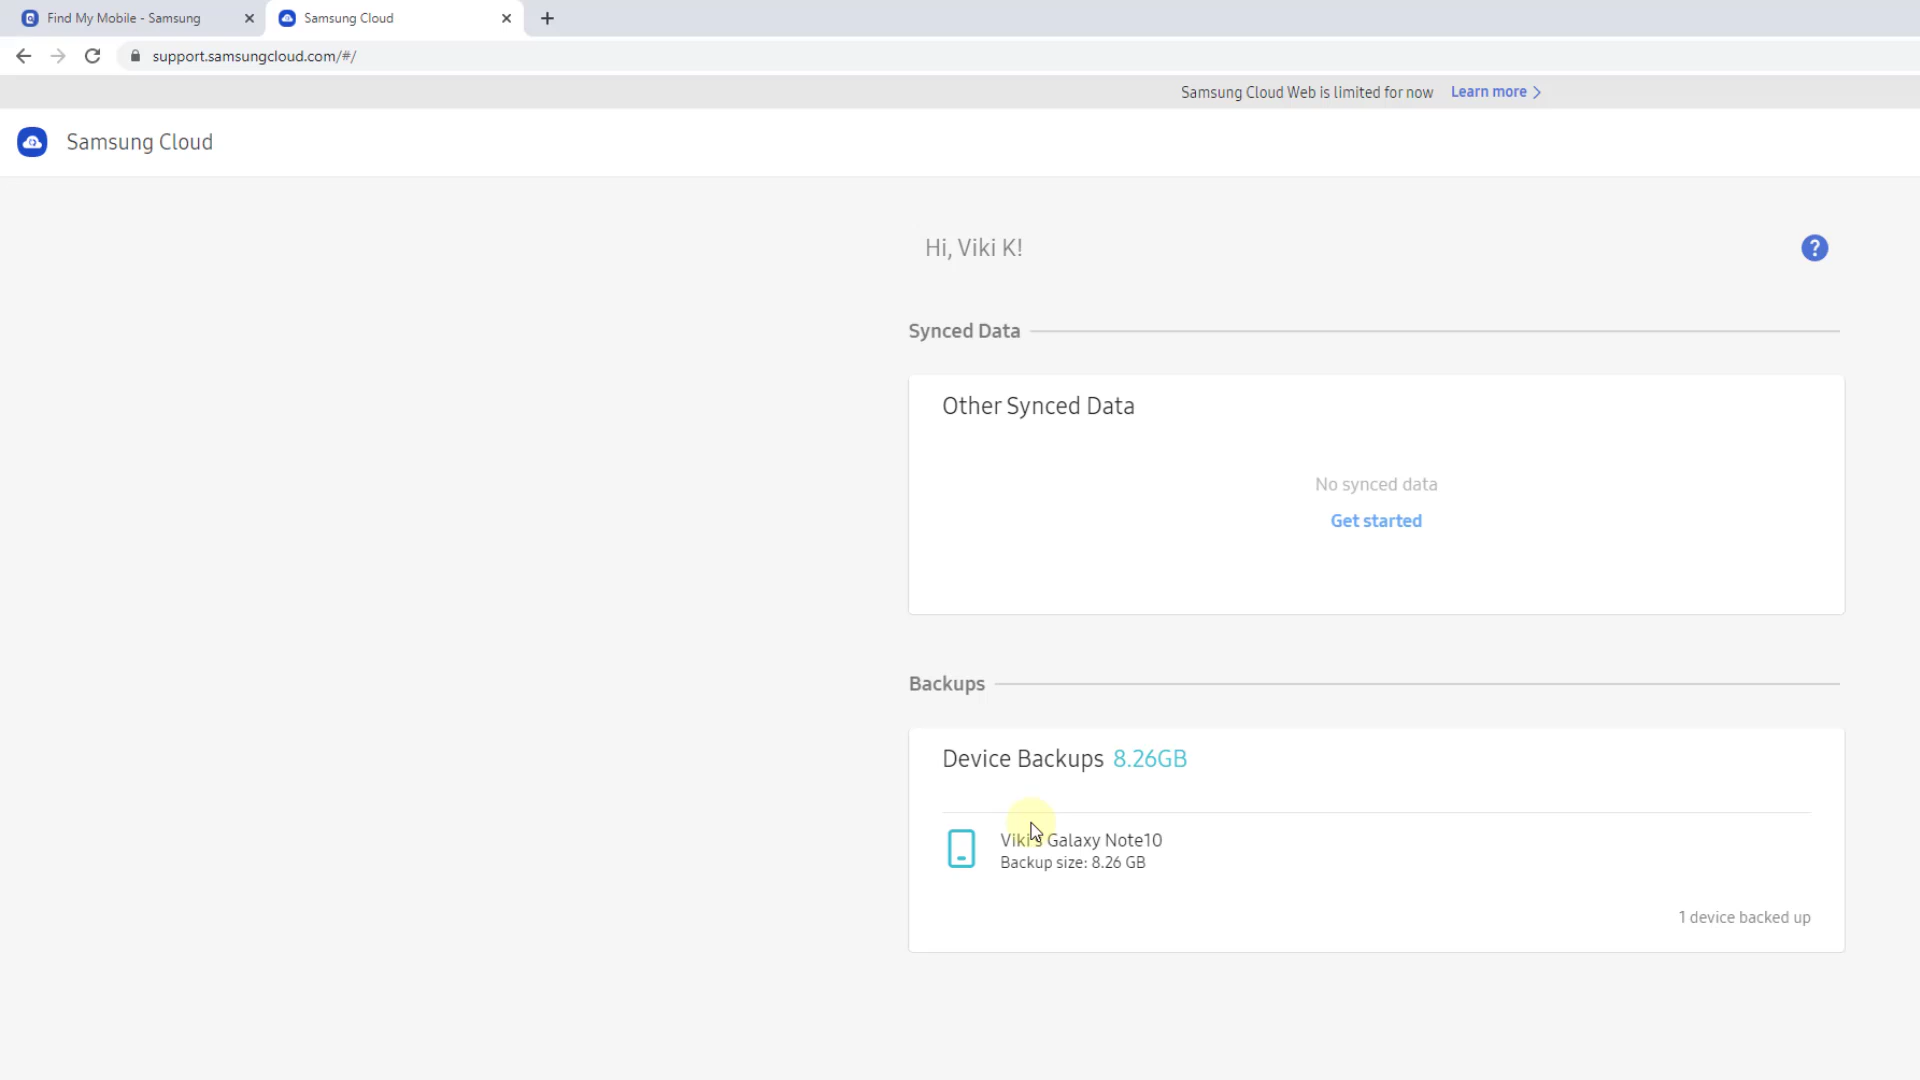 Find My Mobile - Samsung
Samsung Cloud
support.samsungcloud.com/#/
Samsung Cloud Web is limited for now Learn more >
Samsung Cloud
Hi, Viki K!
?
Synced Data
Other Synced Data
No synced data
Get started
Backups
Device Backups 8.26GB
Viki's Galaxy Note10
Backup size: 8.26 GB
1 device backed up